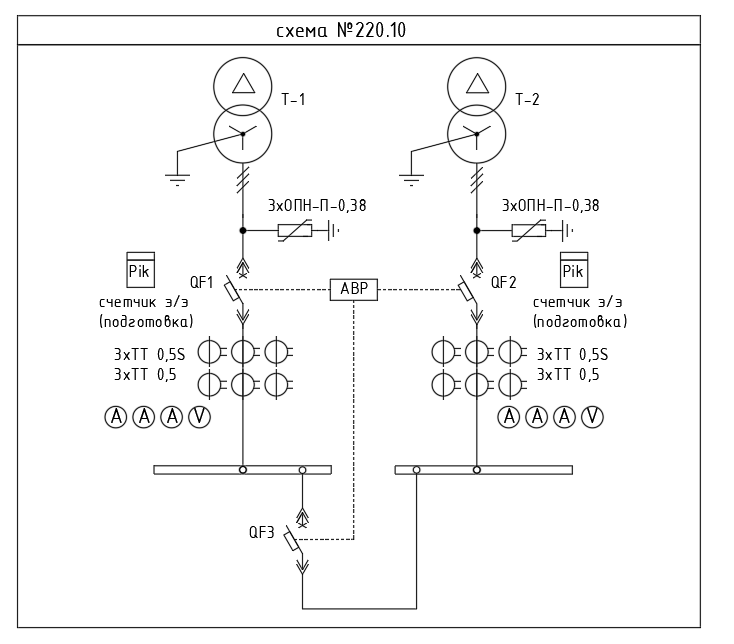 схема №220.10
Т-1
Т-2
3хОПН-П-0,38
3хОПН-П-0,38
Pik
QF1
АВР
QF2
Pik
счетчик э/э
(подготовка)
счетчик э/э
(подготовка)
3хТТ 0,5S
3хТТ 0,5
3хТТ 0,5S
3хТТ 0,5
A A A V
A A A V
QF3